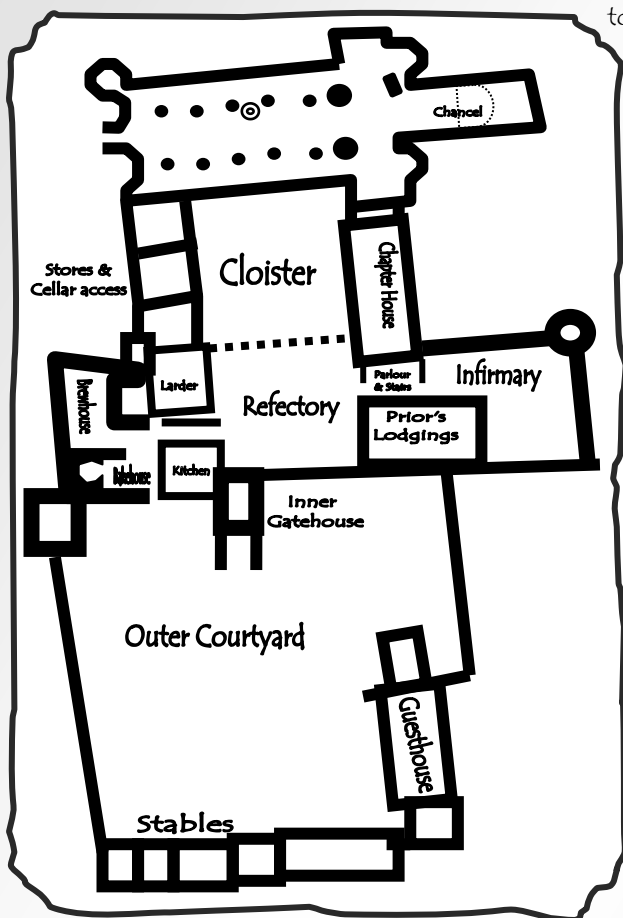 to
Chancel
Cloister
Chapter House
Stores &
Cellar access
Larder
Brewhouse
Refectory
Parlour
& Stairs
Infirmary
Prior's
Lodgings
Kitchen
Bakehouse
Inner
Gatehouse
Outer Courtyard
Guesthouse
Stables